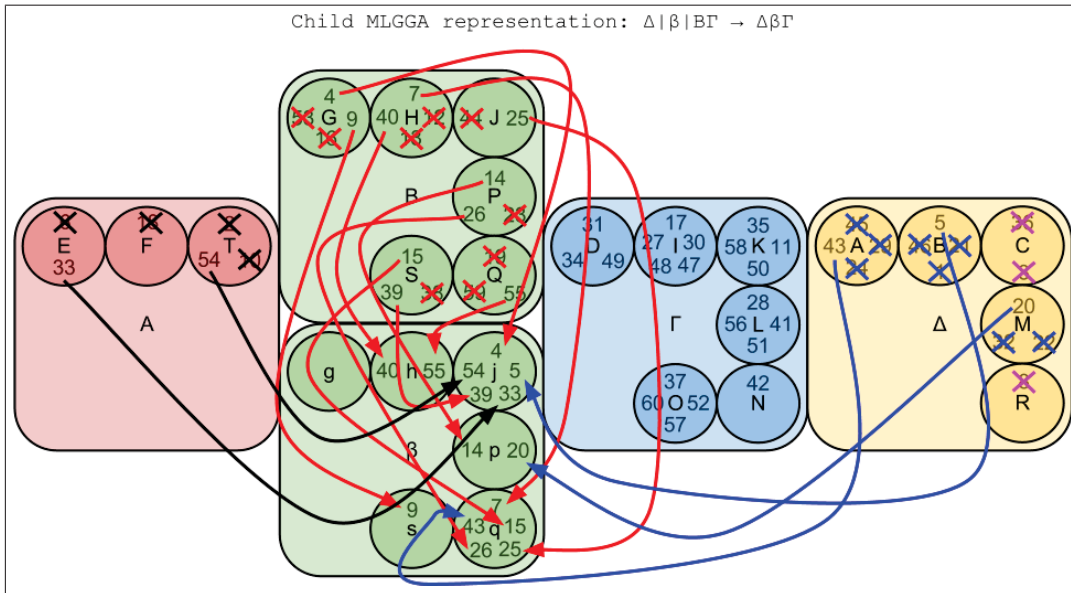 Child MLGGA representation: Δ|β|BΓ → ΔβΓ
4 7
9 40 25
G H J
14
P
26
B
31 17 35 5
E F T
33 54
15
S Q
39 55
D I K A B C
34 49 27 30 48 47 58 11 50 43
A
Γ Δ
28
56 L 41
51
20
M
g
40 h 55
4
54 j 5
39 33
37
60 O 52
57
42
N
R
β
14 p 20
9
s
7
43 q 15
26 25